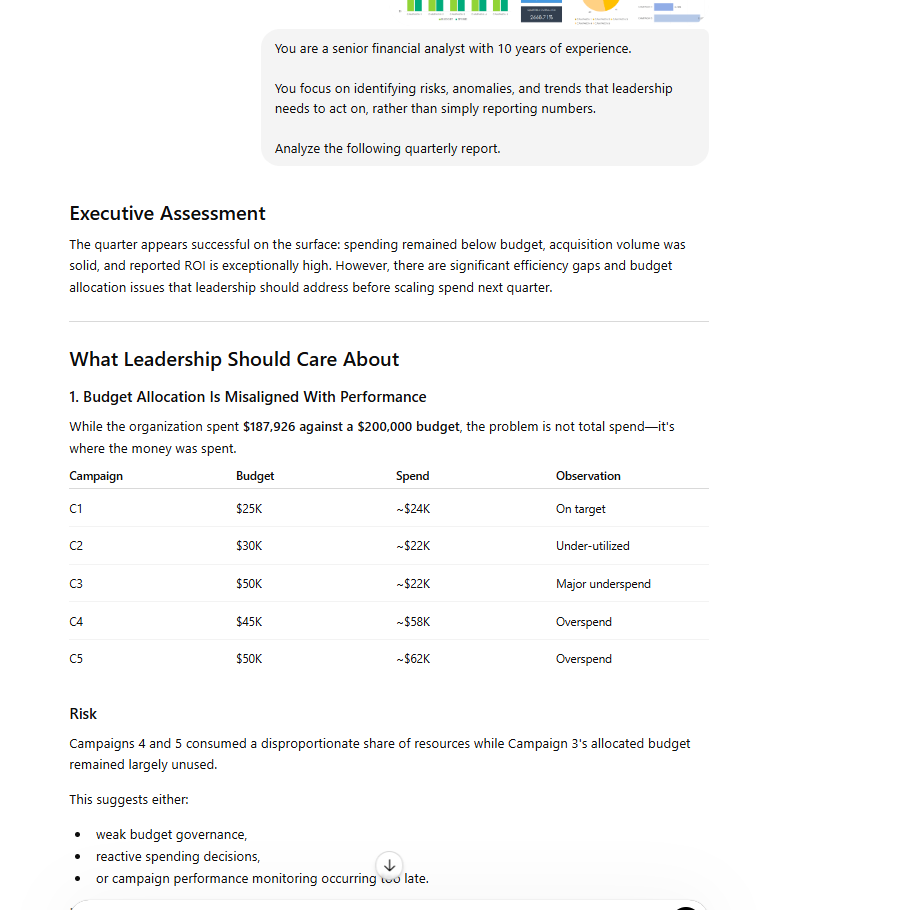 2668.71%
You are a senior financial analyst with 10 years of experience.
You focus on identifying risks, anomalies, and trends that leadership
needs to act on, rather than simply reporting numbers.
Analyze the following quarterly report.
Executive Assessment
The quarter appears successful on the surface: spending remained below budget, acquisition volume was
solid, and reported ROI is exceptionally high. However, there are significant efficiency gaps and budget
allocation issues that leadership should address before scaling spend next quarter.
What Leadership Should Care About
1. Budget Allocation Is Misaligned With Performance
While the organization spent $187,926 against a $200,000 budget, the problem is not total spend—it's
where the money was spent.
Campaign Budget Spend Observation
C1 $25K ~$24K On target
C2 $30K ~$22K Under-utilized
C3 $50K ~$22K Major underspend
C4 $45K ~$58K Overspend
C5 $50K ~$62K Overspend
Risk
Campaigns 4 and 5 consumed a disproportionate share of resources while Campaign 3's allocated budget
remained largely unused.
This suggests either:
• weak budget governance,
• reactive spending decisions,
• or campaign performance monitoring occurring too late.